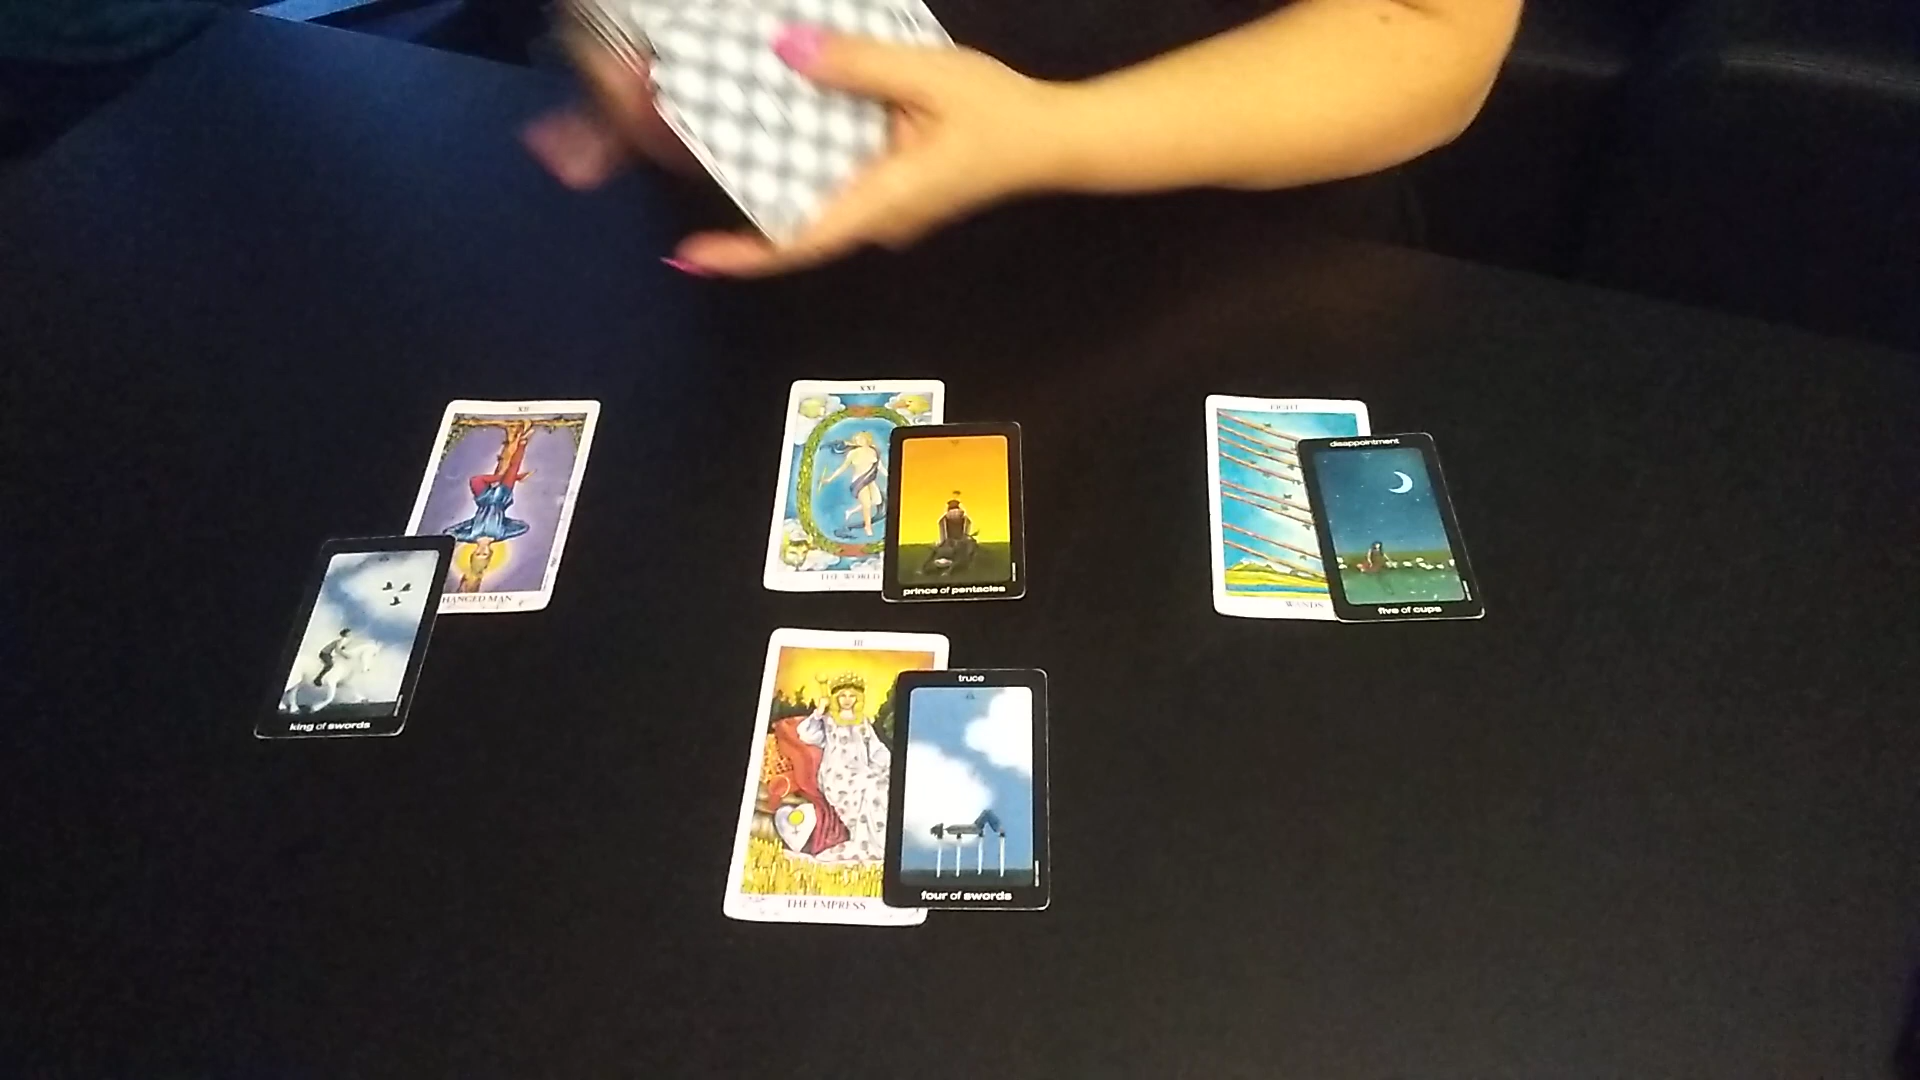 XII
HANGED MAN
king of swords
XXI
THE WORLD
prince of pentacles
EIGHT
WANDS
disappointment
five of cups
III
THE EMPRESS
truce
four of swords